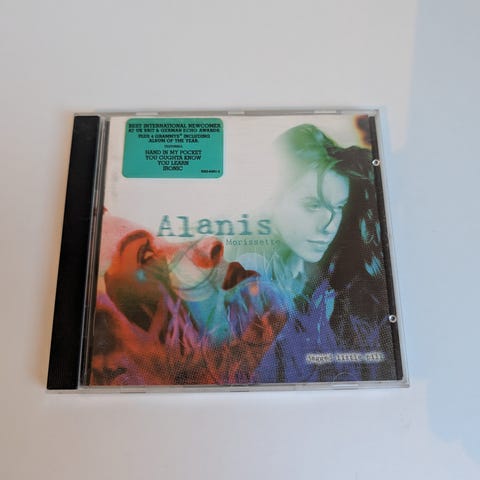 BEST INTERNATIONAL NEWCOMER
AT UK BRIT & GERMAN ECHO AWARDS.
PLUS 4 GRAMMYS* INCLUDING
ALBUM OF THE YEAR.
HAND IN MY POCKET
YOU OUGHTA KNOW
YOU LEARN
IRONIC
Alanis
Morissette
jagged little pill